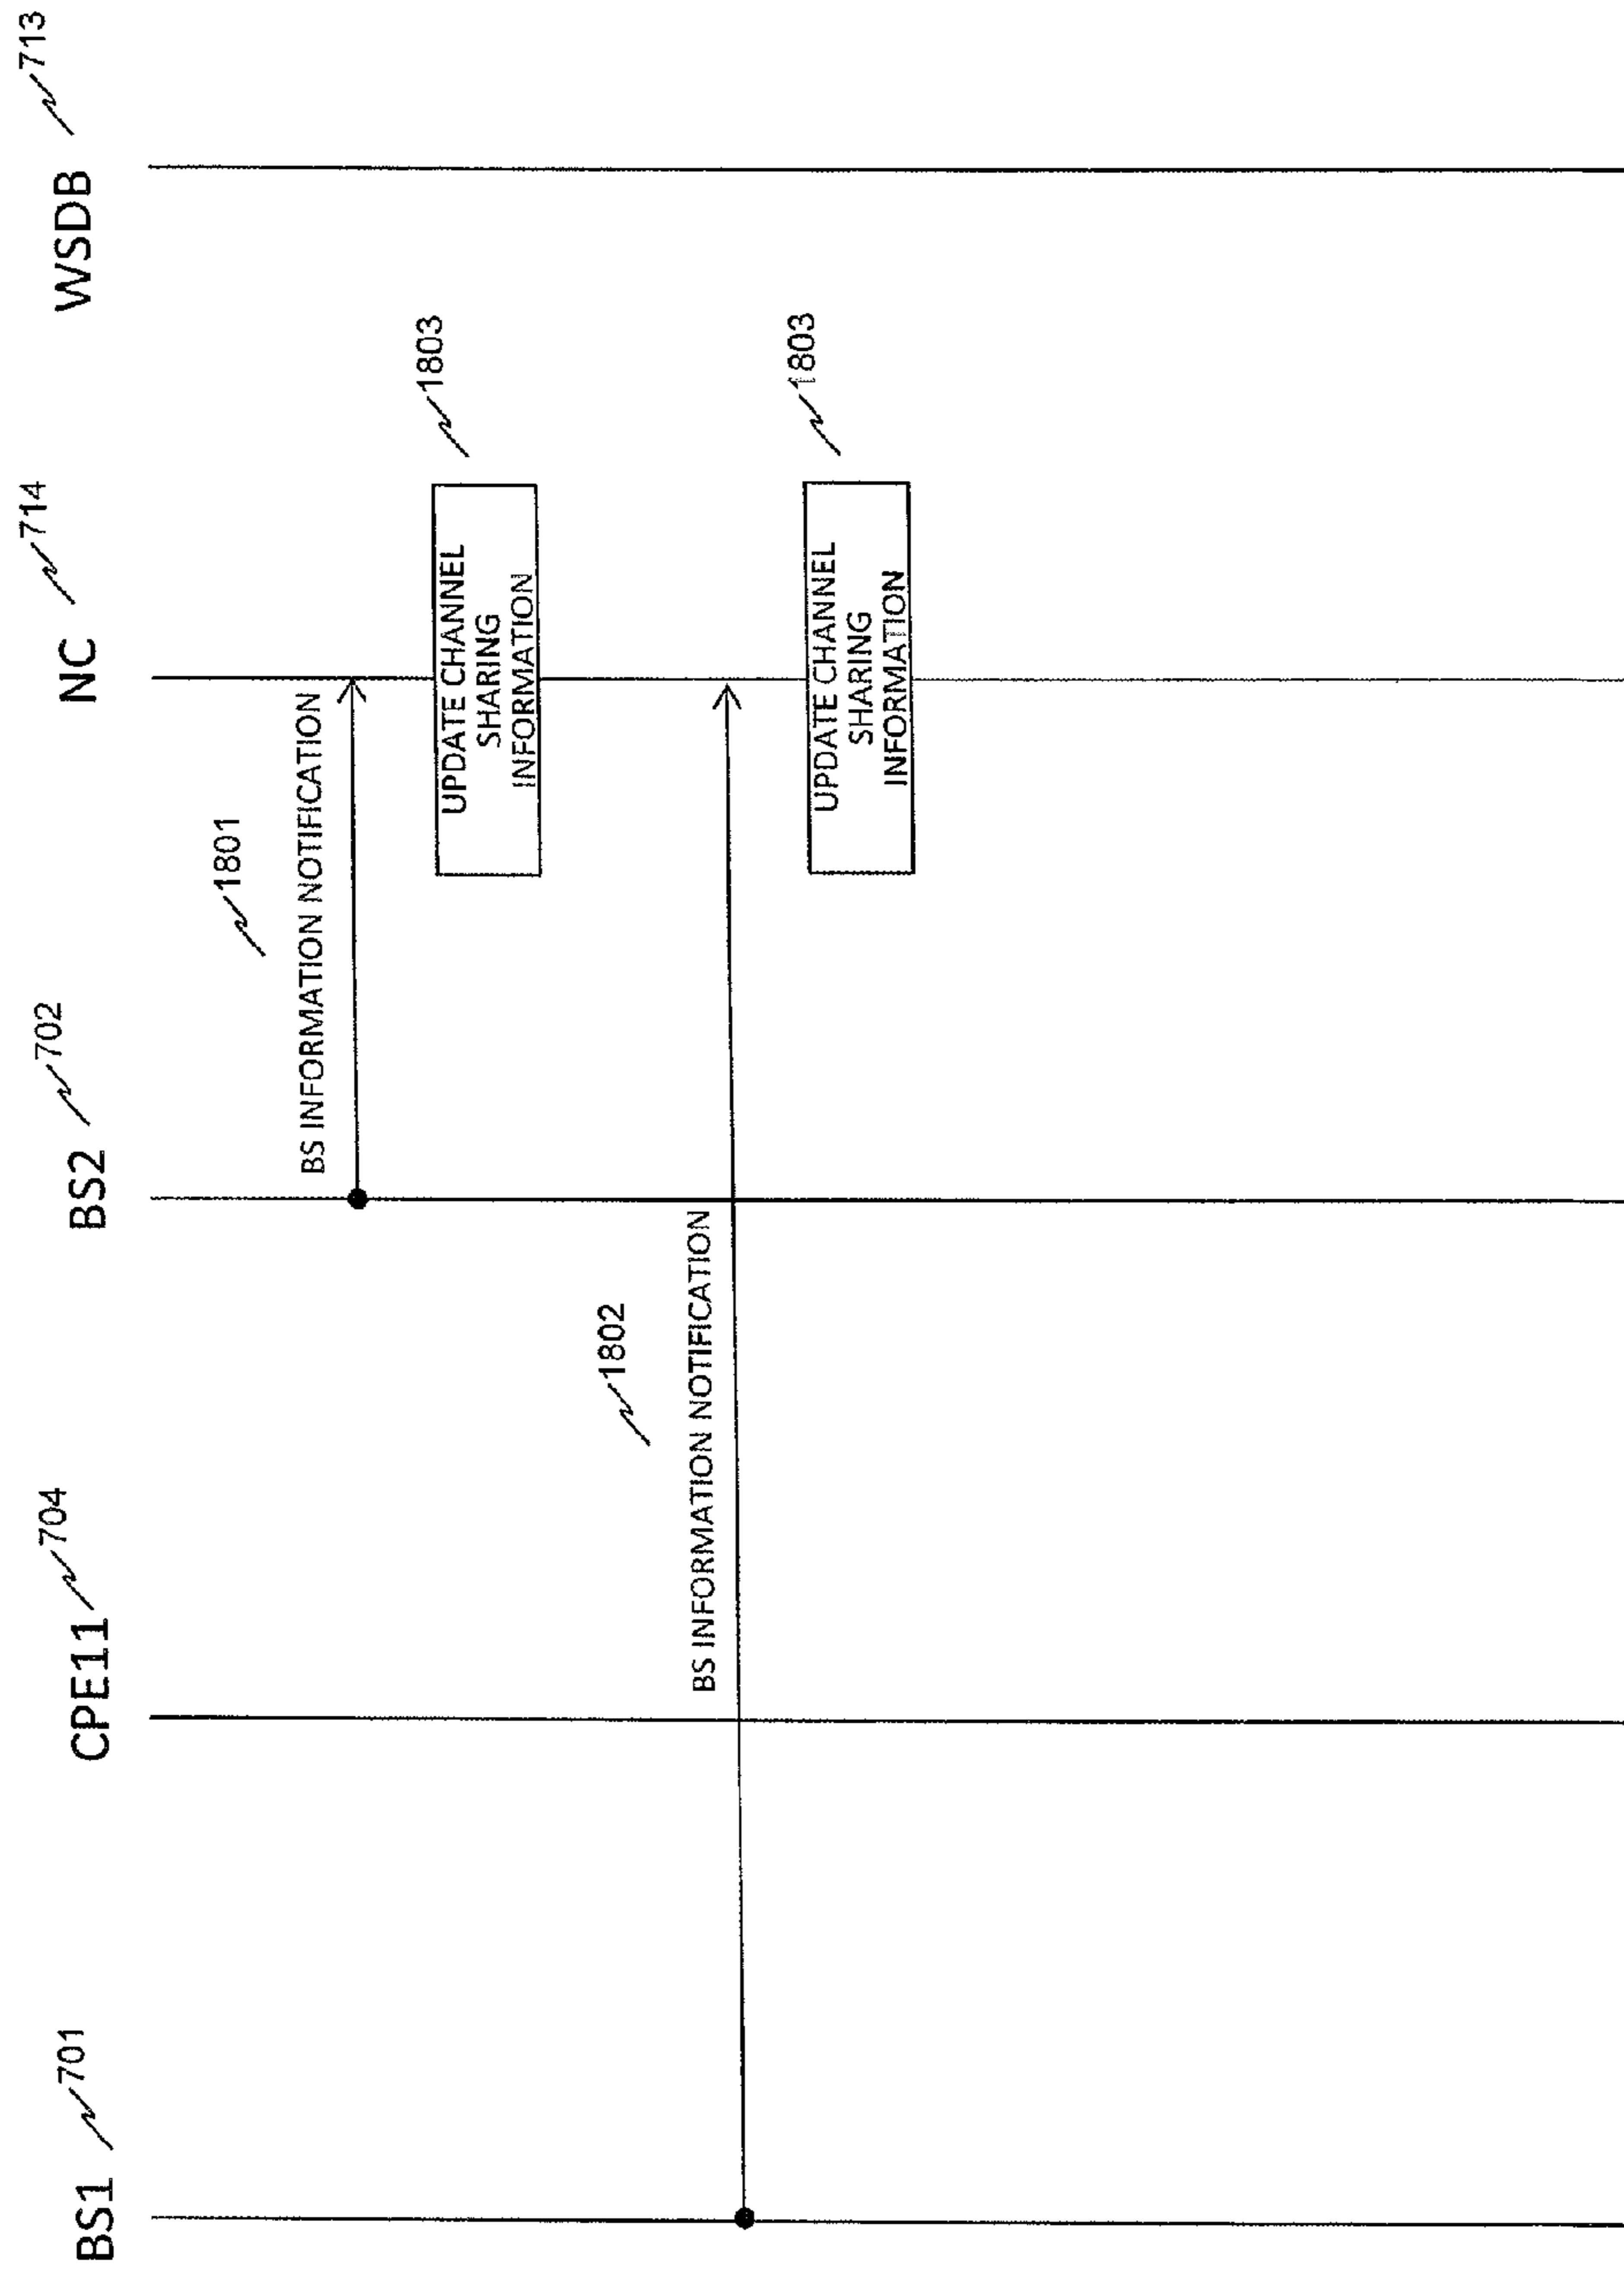 BS1
701
CPE11
704
BS2
702
NC
714
WSDB
713
1801
BS INFORMATION NOTIFICATION
UPDATE CHANNEL
SHARING
INFORMATION
1803
1802
BS INFORMATION NOTIFICATION
UPDATE CHANNEL
SHARING
INFORMATION
1803